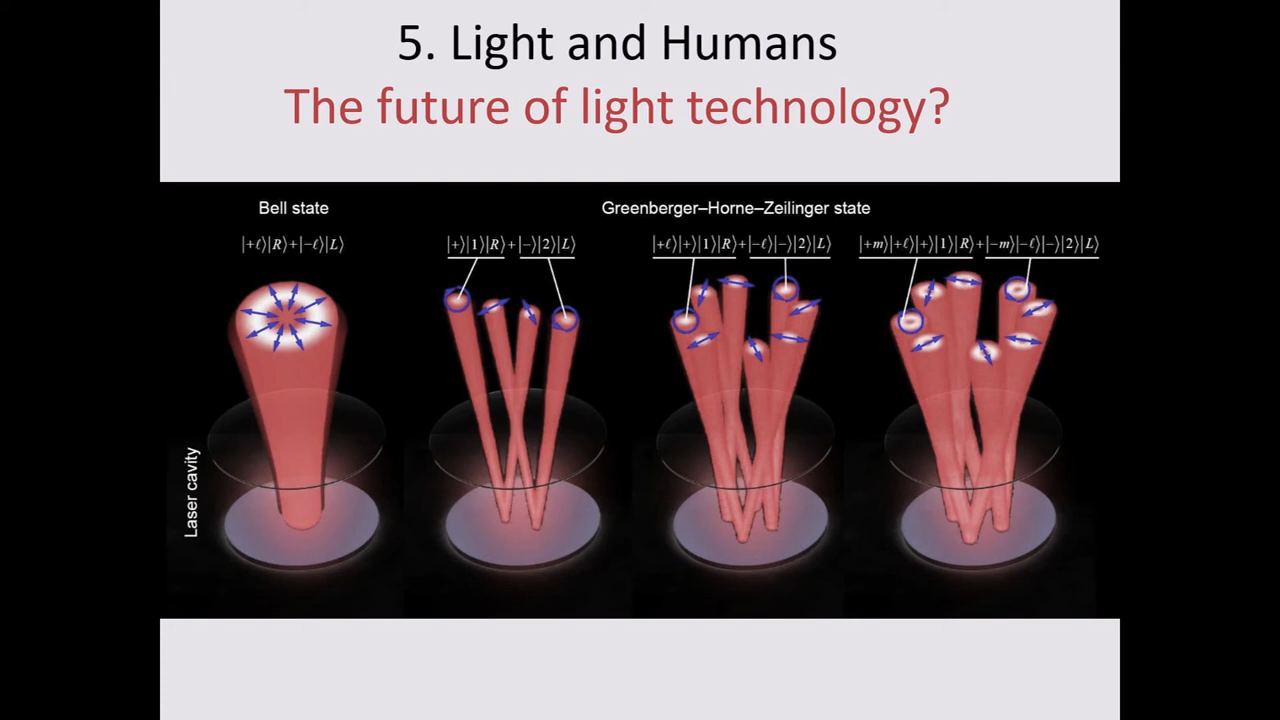 5. Light and Humans
The future of light technology?
Bell state
Greenberger–Horne–Zeilinger state
|+ℓ⟩|R⟩+|−ℓ⟩|L⟩
|+⟩|1⟩|R⟩+|−⟩|2⟩|L⟩
|+ℓ⟩|+⟩|1⟩|R⟩+|−ℓ⟩|−⟩|2⟩|L⟩
|+m⟩|+ℓ⟩|+⟩|1⟩|R⟩+|−m⟩|−ℓ⟩|−⟩|2⟩|L⟩
Laser cavity